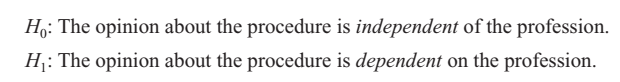 H₀: The opinion about the procedure is independent of the profession.
H₁: The opinion about the procedure is dependent on the profession.